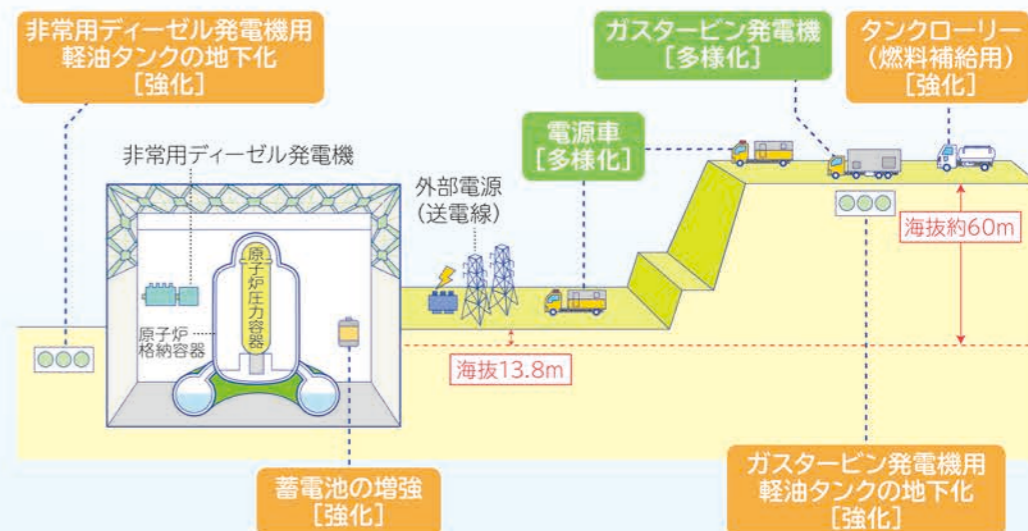 非常用ディーゼル発電機用
軽油タンクの地下化
[強化]
ガスタービン発電機
[多様化]
タンクローリー
(燃料補給用)
[強化]
電源車
[多様化]
非常用ディーゼル発電機
外部電源
(送電線)
海抜約60m
原子炉圧力容器
原子炉
格納容器
海抜13.8m
蓄電池の増強
[強化]
ガスタービン発電機用
軽油タンクの地下化
[強化]